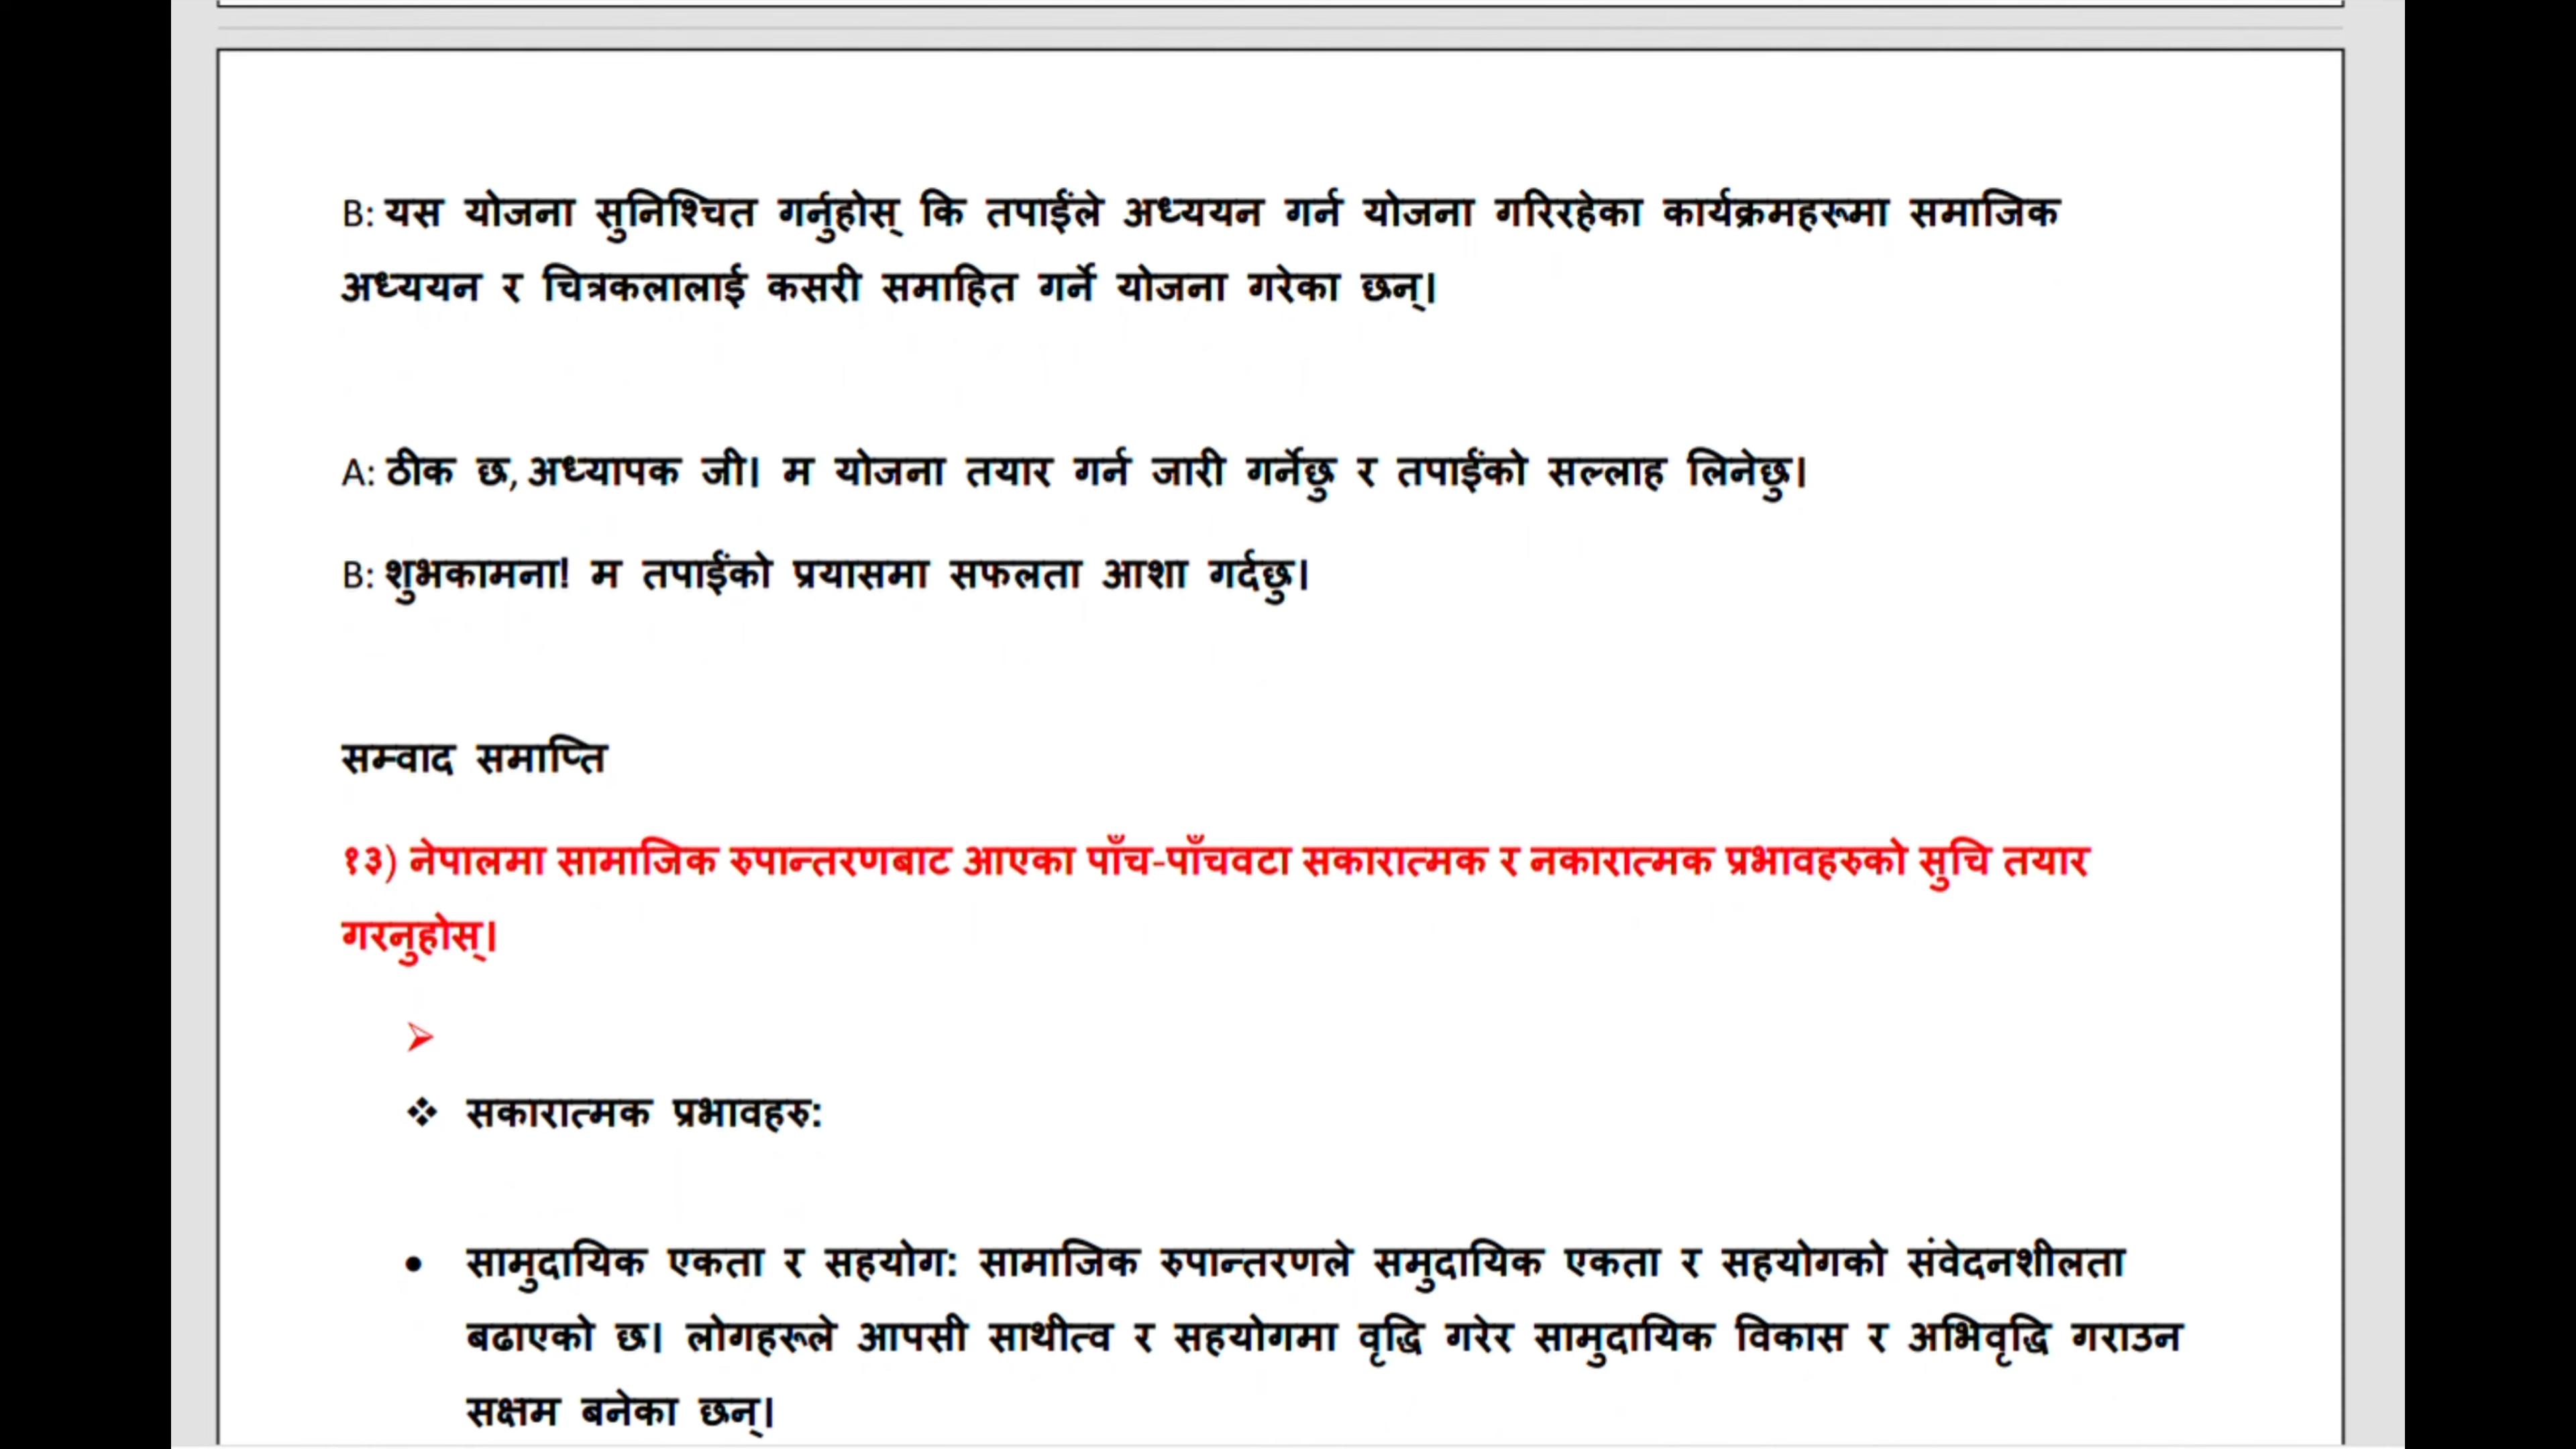 B: यस योजना सुनिश्चित गर्नुहोस् कि तपाईंले अध्ययन गर्न योजना गरिरहेका कार्यक्रमहरूमा समाजिक
अध्ययन र चित्रकलालाई कसरी समाहित गर्ने योजना गरेका छन्।
A: ठीक छ, अध्यापक जी। म योजना तयार गर्न जारी गर्नेछु र तपाईंको सल्लाह लिनेछु।
B: शुभकामना! म तपाईंको प्रयासमा सफलता आशा गर्दछु।
सम्वाद समाप्ति
१३) नेपालमा सामाजिक रुपान्तरणबाट आएका पाँच-पाँचवटा सकारात्मक र नकारात्मक प्रभावहरुको सुचि तयार
गरनुहोस्।
सकारात्मक प्रभावहरु:
सामुदायिक एकता र सहयोग: सामाजिक रुपान्तरणले समुदायिक एकता र सहयोगको संवेदनशीलता
बढाएको छ। लोगहरूले आपसी साथीत्व र सहयोगमा वृद्धि गरेर सामुदायिक विकास र अभिवृद्धि गराउन
सक्षम बनेका छन्।